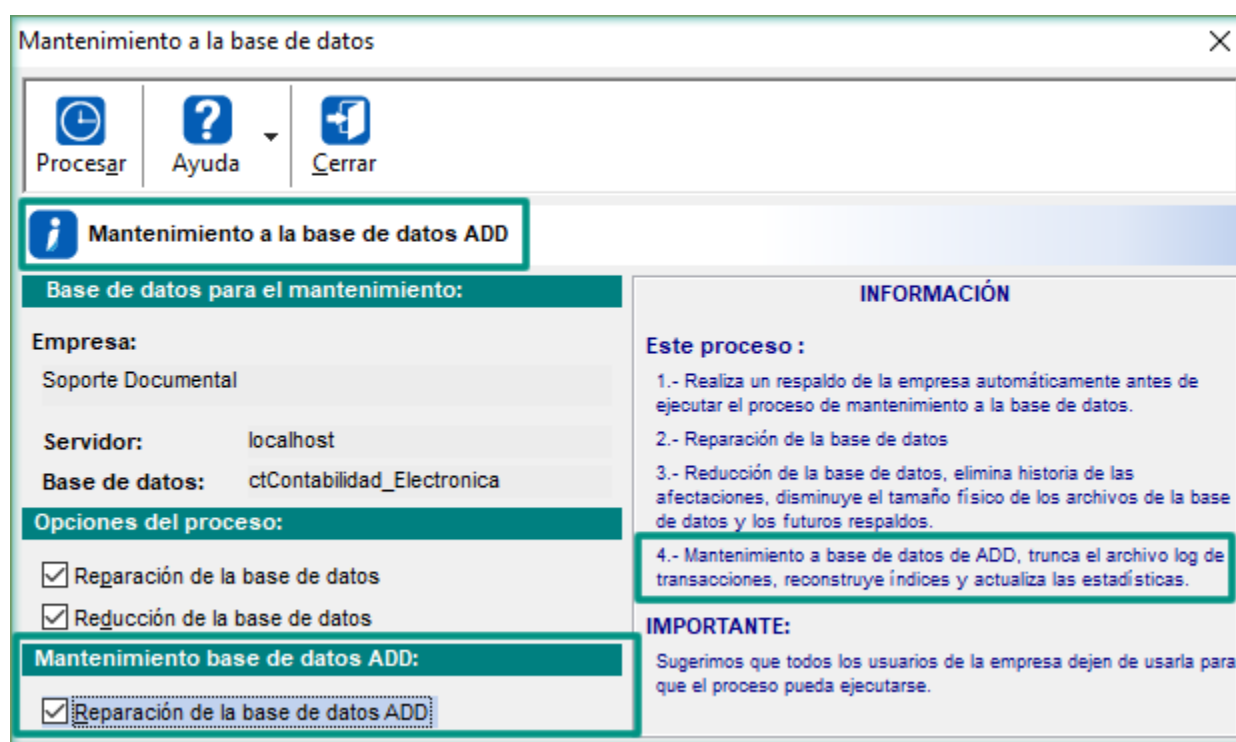 Mantenimiento a la base de datos
Procesar
Ayuda
Cerrar
Mantenimiento a la base de datos ADD
Base de datos para el mantenimiento:
Empresa:
Soporte Documental
Servidor: localhost
Base de datos: ctContabilidad_Electronica
Opciones del proceso:
Reparación de la base de datos
Reducción de la base de datos
Mantenimiento base de datos ADD:
Reparación de la base de datos ADD
INFORMACIÓN
Este proceso :
1.- Realiza un respaldo de la empresa automáticamente antes de
ejecutar el proceso de mantenimiento a la base de datos.
2.- Reparación de la base de datos
3.- Reducción de la base de datos, elimina historia de las
afectaciones, disminuye el tamaño físico de los archivos de la base
de datos y los futuros respaldos.
4.- Mantenimiento a base de datos de ADD, trunca el archivo log de
transacciones, reconstruye índices y actualiza las estadísticas.
IMPORTANTE:
Sugerimos que todos los usuarios de la empresa dejen de usarla para
que el proceso pueda ejecutarse.